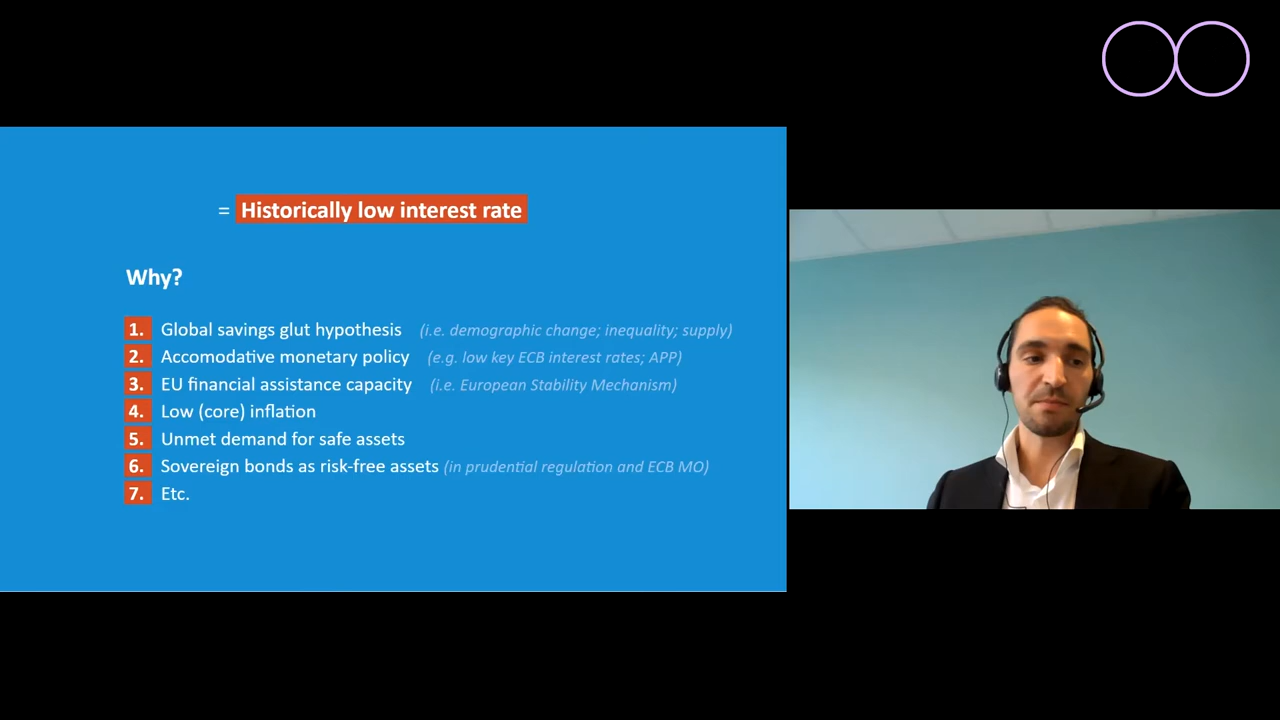 = Historically low interest rate
Why?
1. Global savings glut hypothesis (i.e. demographic change; inequality; supply)
2. Accomodative monetary policy (e.g. low key ECB interest rates; APP)
3. EU financial assistance capacity (i.e. European Stability Mechanism)
4. Low (core) inflation
5. Unmet demand for safe assets
6. Sovereign bonds as risk-free assets (in prudential regulation and ECB MO)
7. Etc.